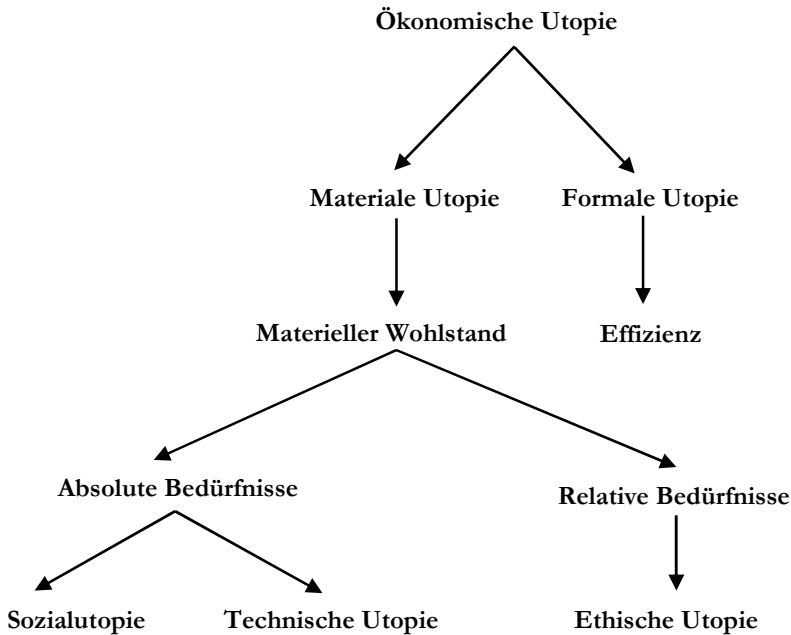 Ökonomische Utopie
Materiale Utopie
Formale Utopie
Materieller Wohlstand
Effizienz
Absolute Bedürfnisse
Relative Bedürfnisse
Sozialutopie
Technische Utopie
Ethische Utopie